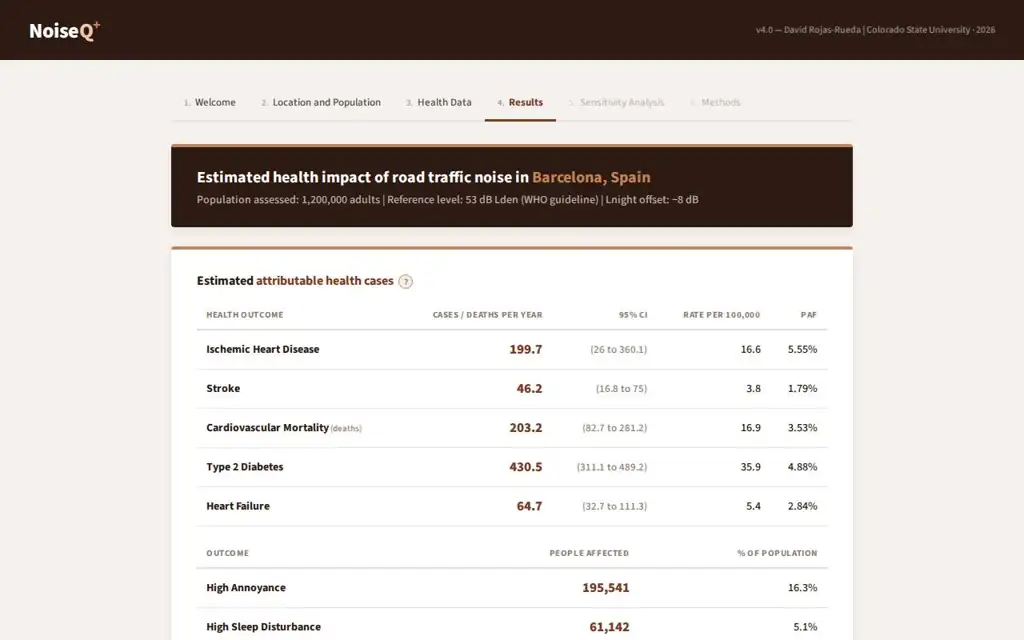 NoiseQ+
v4.0 — David Rojas-Rueda | Colorado State University · 2026
1. Welcome 2. Location and Population 3. Health Data 4. Results 5. Sensitivity Analysis 6. Methods
Estimated health impact of road traffic noise in Barcelona, Spain
Population assessed: 1,200,000 adults | Reference level: 53 dB Lden (WHO guideline) | Lnight offset: −8 dB
Estimated attributable health cases ?
HEALTH OUTCOME CASES / DEATHS PER YEAR 95% CI RATE PER 100,000 PAF
Ischemic Heart Disease 199.7 (26 to 360.1) 16.6 5.55%
Stroke 46.2 (16.8 to 75) 3.8 1.79%
Cardiovascular Mortality (deaths) 203.2 (82.7 to 281.2) 16.9 3.53%
Type 2 Diabetes 430.5 (311.1 to 489.2) 35.9 4.88%
Heart Failure 64.7 (32.7 to 111.3) 5.4 2.84%
OUTCOME PEOPLE AFFECTED % OF POPULATION
High Annoyance 195,541 16.3%
High Sleep Disturbance 61,142 5.1%